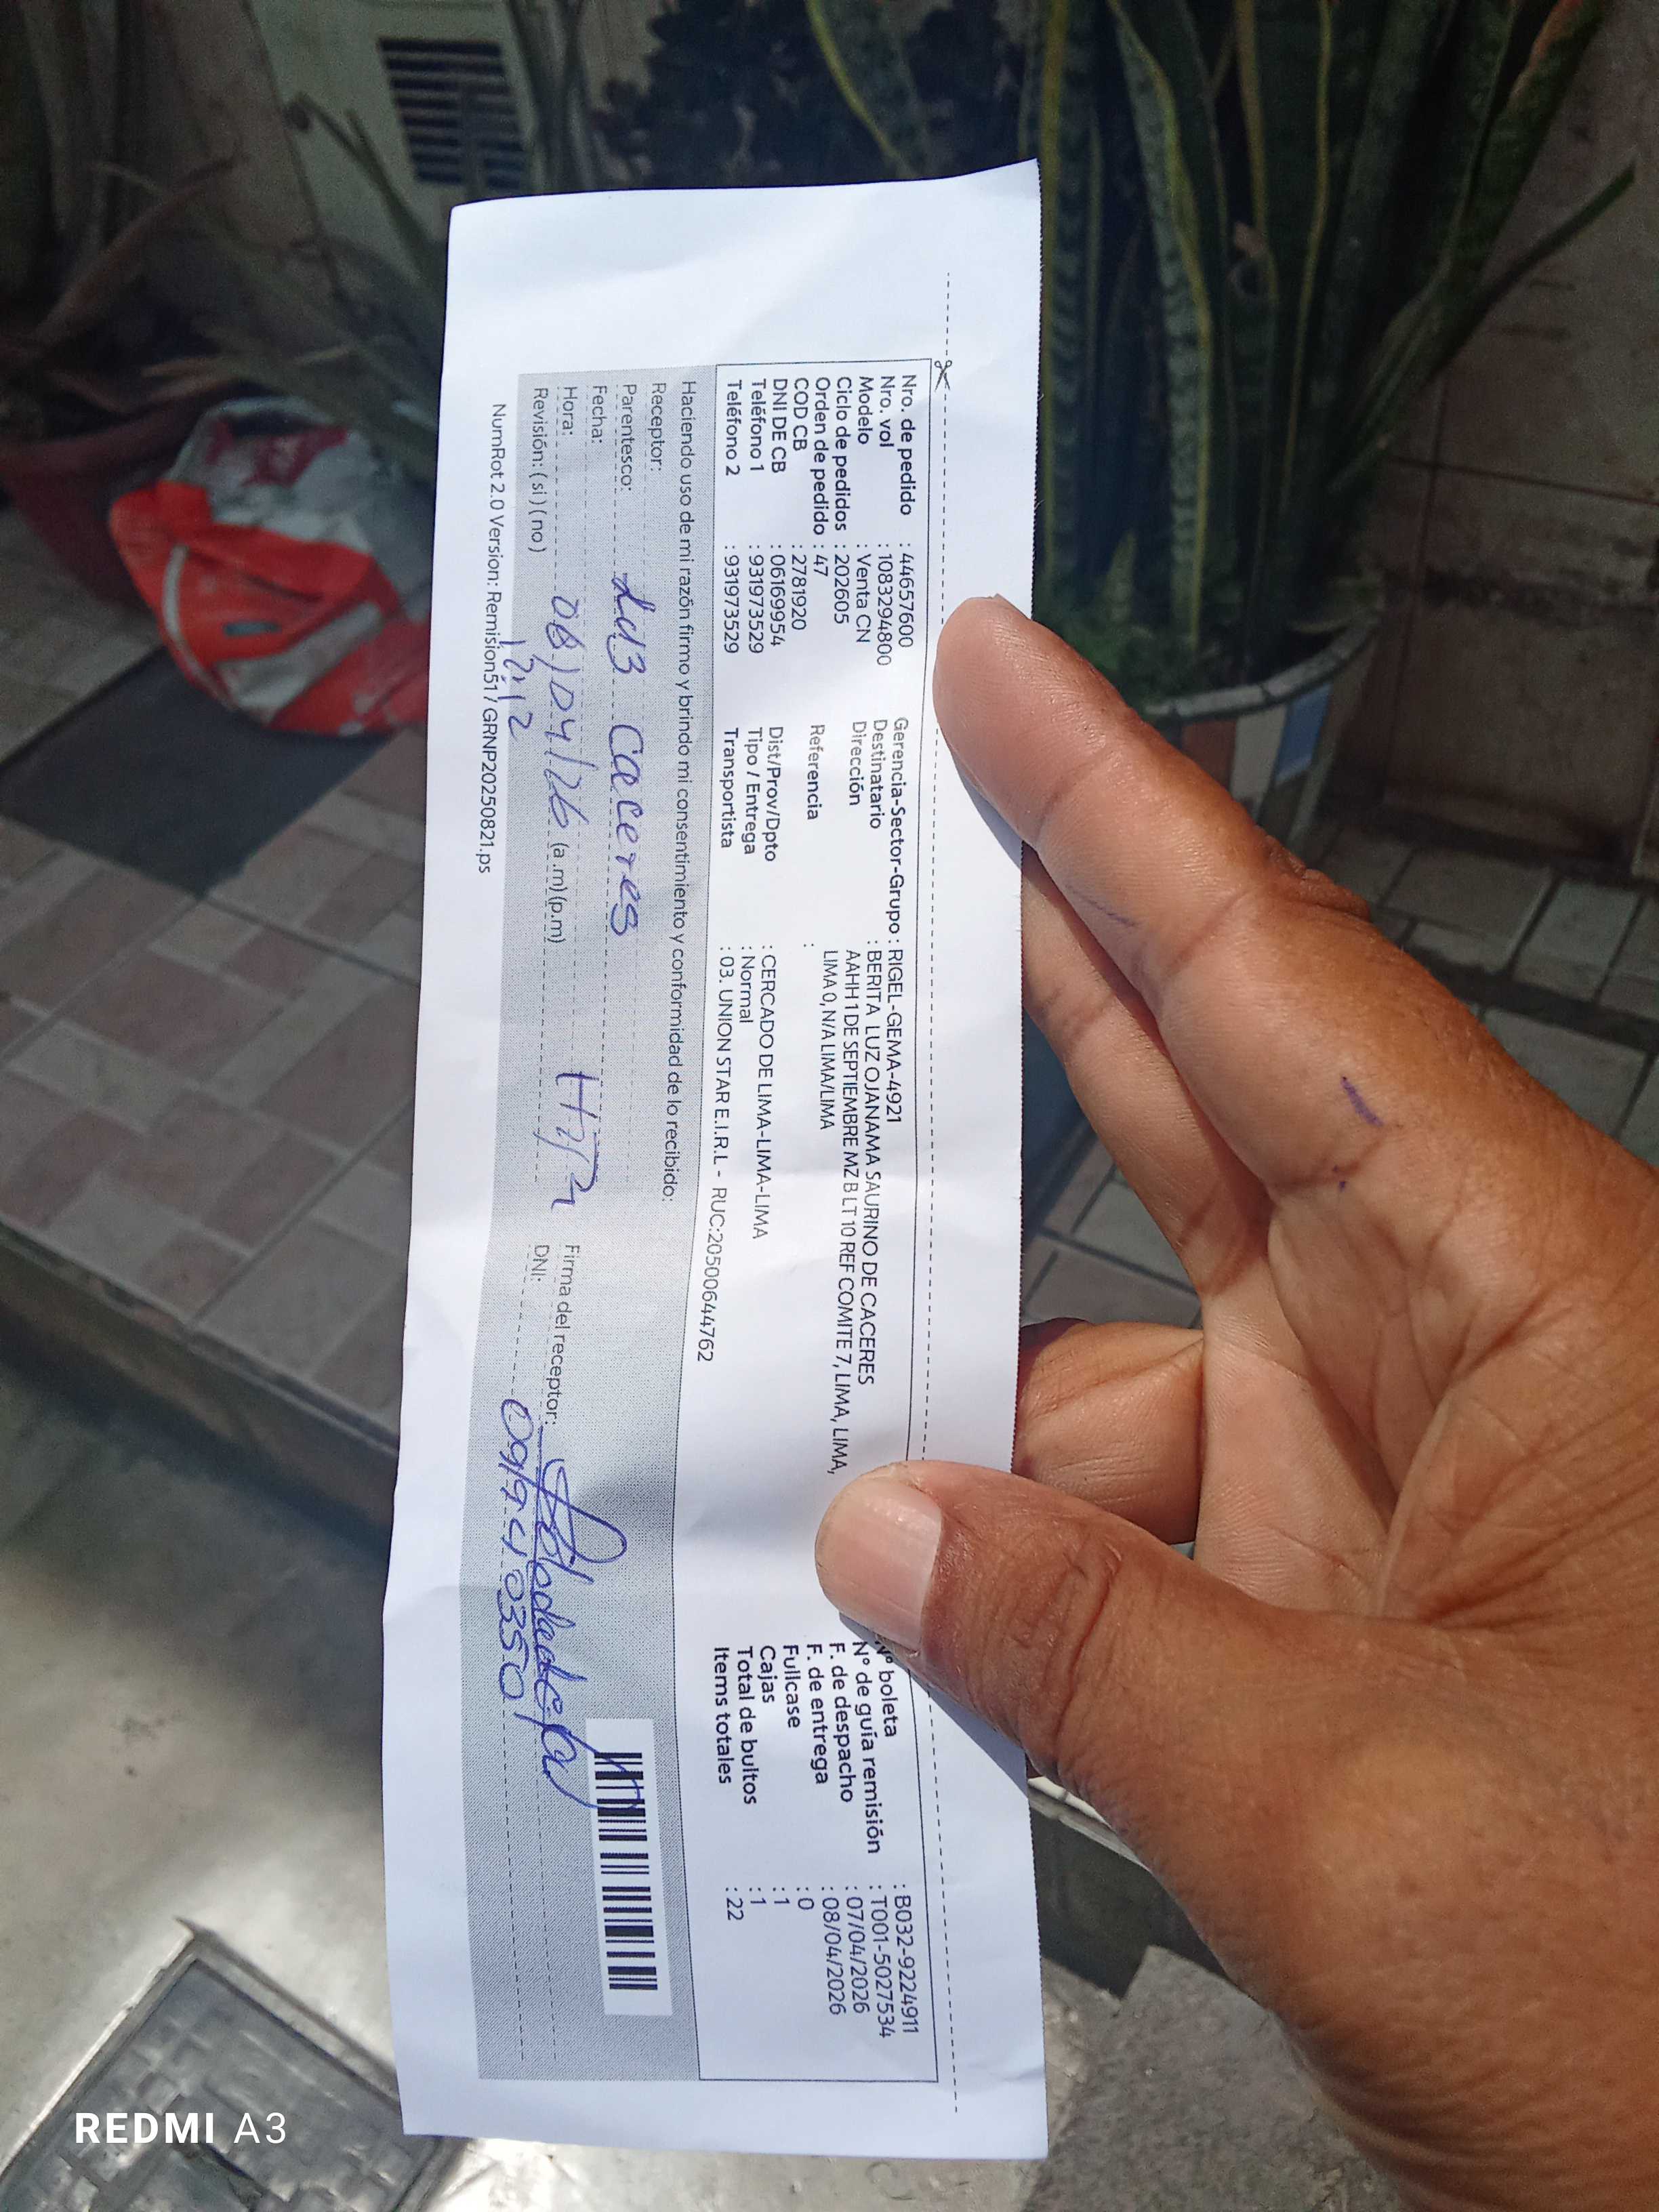 Nro. de pedido : 44657600
Nro. vol : 1083294800
Modelo : Venta CN
Ciclo de pedidos : 202605
Orden de pedido : 47
COD CB : 2781920
DNI DE CB : 06169954
Teléfono 1 : 931973529
Teléfono 2 : 931973529
Gerencia-Sector-Grupo : RIGEL-GEMA-4921
Destinatario : BERITA LUZ OJANAMA SAURINO DE CACERES
Dirección AAHH 1 DE SEPTIEMBRE MZ B LT 10 REF COMITE 7, LIMA, LIMA,
LIMA 0, N/A LIMA/LIMA
Referencia :
Dist/Prov/Dpto : CERCADO DE LIMA-LIMA-LIMA
Tipo / Entrega : Normal
Transportista : 03. UNION STAR E.I.R.L - RUC:20500644762
Nº boleta : B032-9224911
N° de guía remisión : T001-5027534
F. de despacho : 07/04/2026
F. de entrega : 08/04/2026
Fullcase : 0
Cajas : 1
Total de bultos : 1
Items totales : 22
Haciendo uso de mi razón firmo y brindo mi consentimiento y conformidad de lo recibido:
Receptor:
Parentesco: Caceres
Fecha:
Hora: 08/04/26 (a.m) (p.m)
Revisión: ( si ) ( no ) 12:12
Firma del receptor:
DNI:
NumRot 2.0 Version: Remision51 / GRNP20250821.ps
REDMI A3